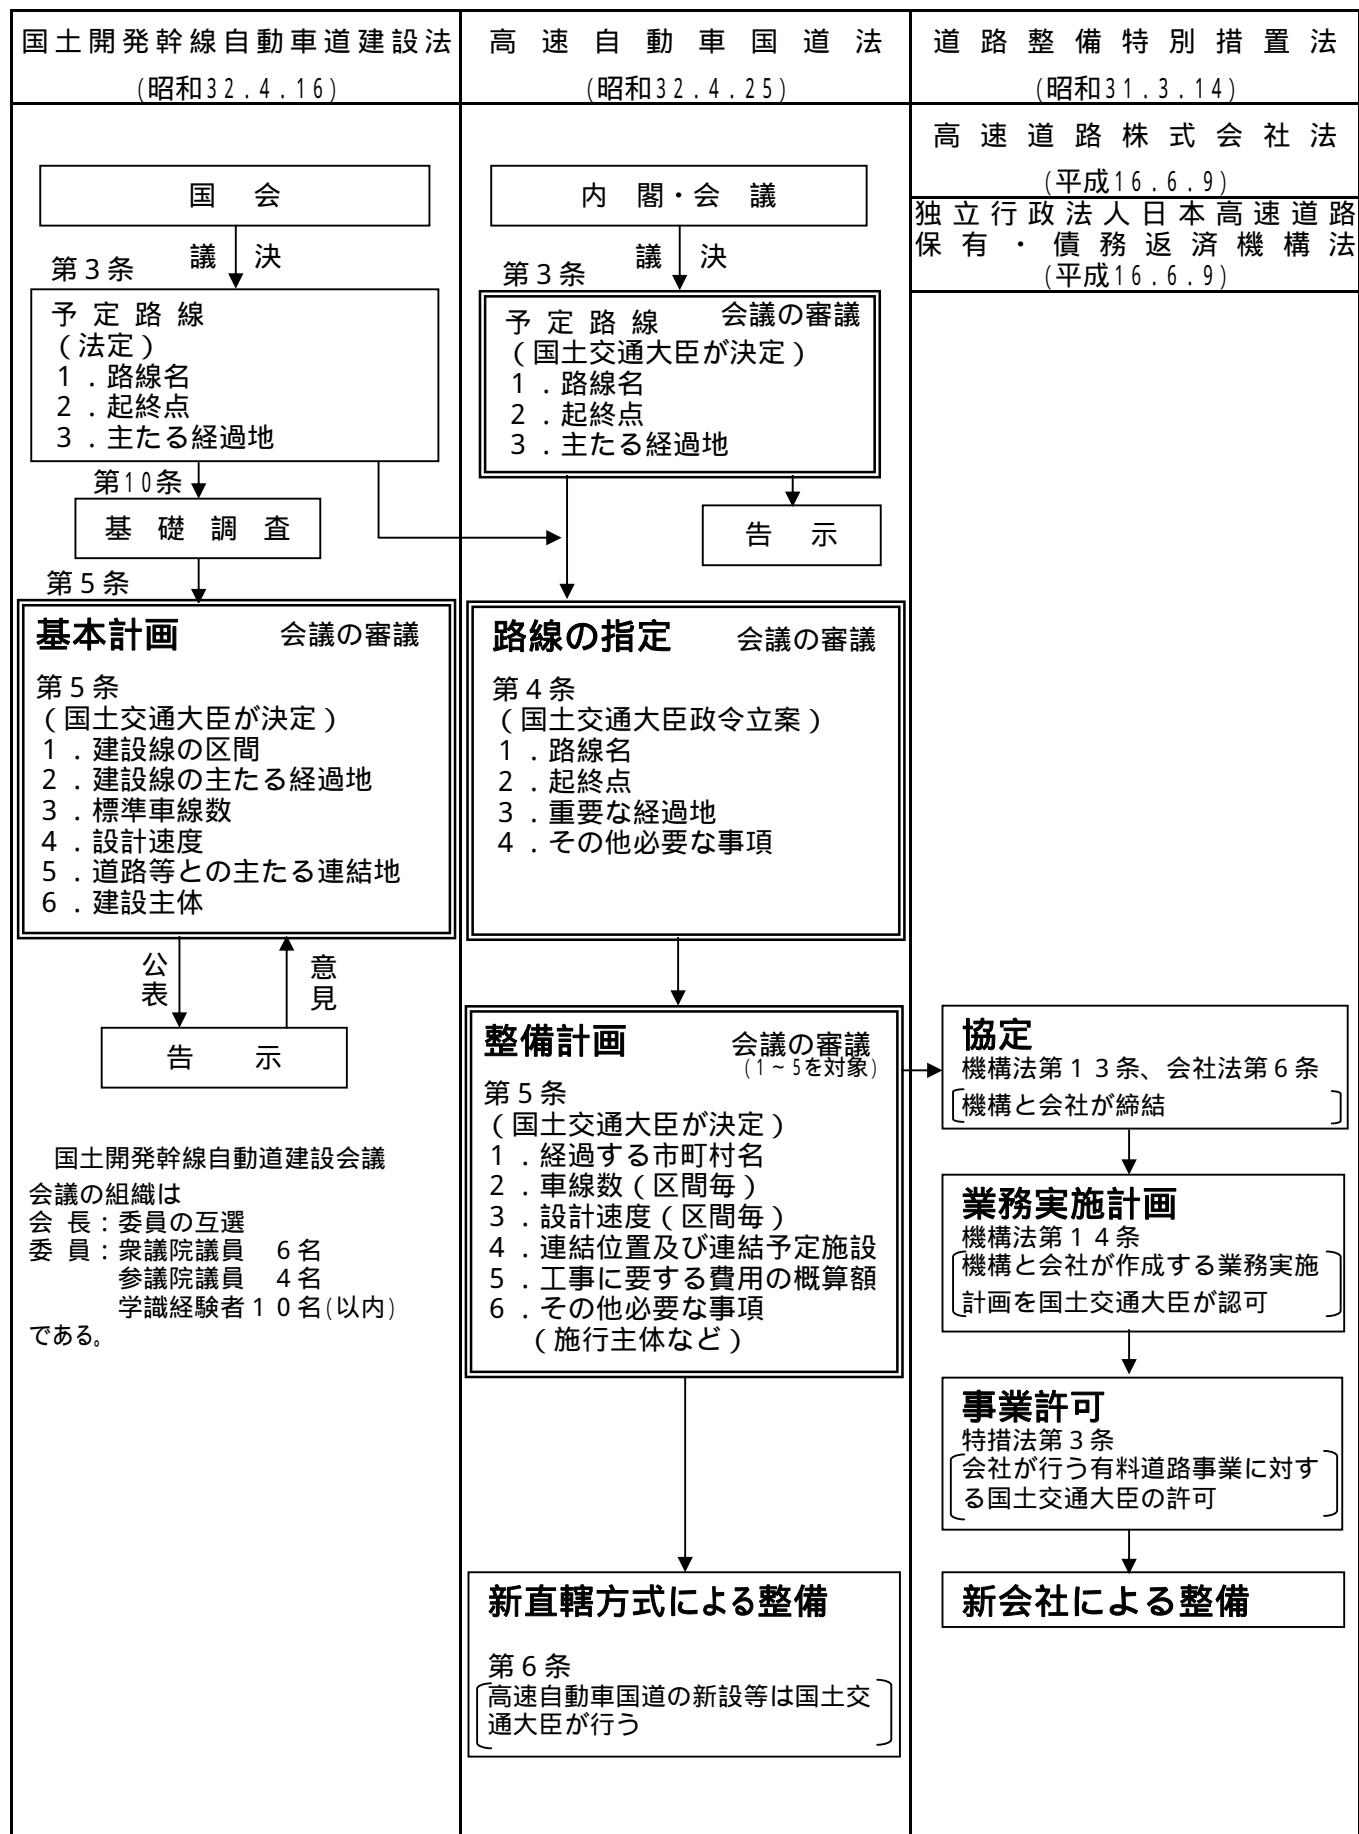 国土開発幹線自動車道建設法
(昭和32.4.16)
国会
議決
第3条
予定路線
(法定)
1.路線名
2.起終点
3.主たる経過地
第10条
基礎調査
第5条
基本計画 会議の審議
第5条
(国土交通大臣が決定)
1.建設線の区間
2.建設線の主たる経過地
3.標準車線数
4.設計速度
5.道路等との主たる連結地
6.建設主体
公表
意見
告示
国土開発幹線自動道建設会議
会議の組織は
会 長:委員の互選
委 員:衆議院議員 6名
参議院議員 4名
学識経験者10名(以内)
である。
高速自動車国道法
(昭和32.4.25)
内閣・会議
議決
第3条
予定路線 会議の審議
(国土交通大臣が決定)
1.路線名
2.起終点
3.主たる経過地
告示
路線の指定 会議の審議
第4条
(国土交通大臣政令立案)
1.路線名
2.起終点
3.重要な経過地
4.その他必要な事項
整備計画 会議の審議
(1~5を対象)
第5条
(国土交通大臣が決定)
1.経過する市町村名
2.車線数(区間毎)
3.設計速度(区間毎)
4.連結位置及び連結予定施設
5.工事に要する費用の概算額
6.その他必要な事項
(施行主体など)
新直轄方式による整備
第6条
高速自動車国道の新設等は国土交
通大臣が行う
道路整備特別措置法
(昭和31.3.14)
高速道路株式会社法
(平成16.6.9)
独立行政法人日本高速道路
保有・債務返済機構法
(平成16.6.9)
協定
機構法第13条、会社法第6条
機構と会社が締結
業務実施計画
機構法第14条
機構と会社が作成する業務実施
計画を国土交通大臣が認可
事業許可
特措法第3条
会社が行う有料道路事業に対す
る国土交通大臣の許可
新会社による整備